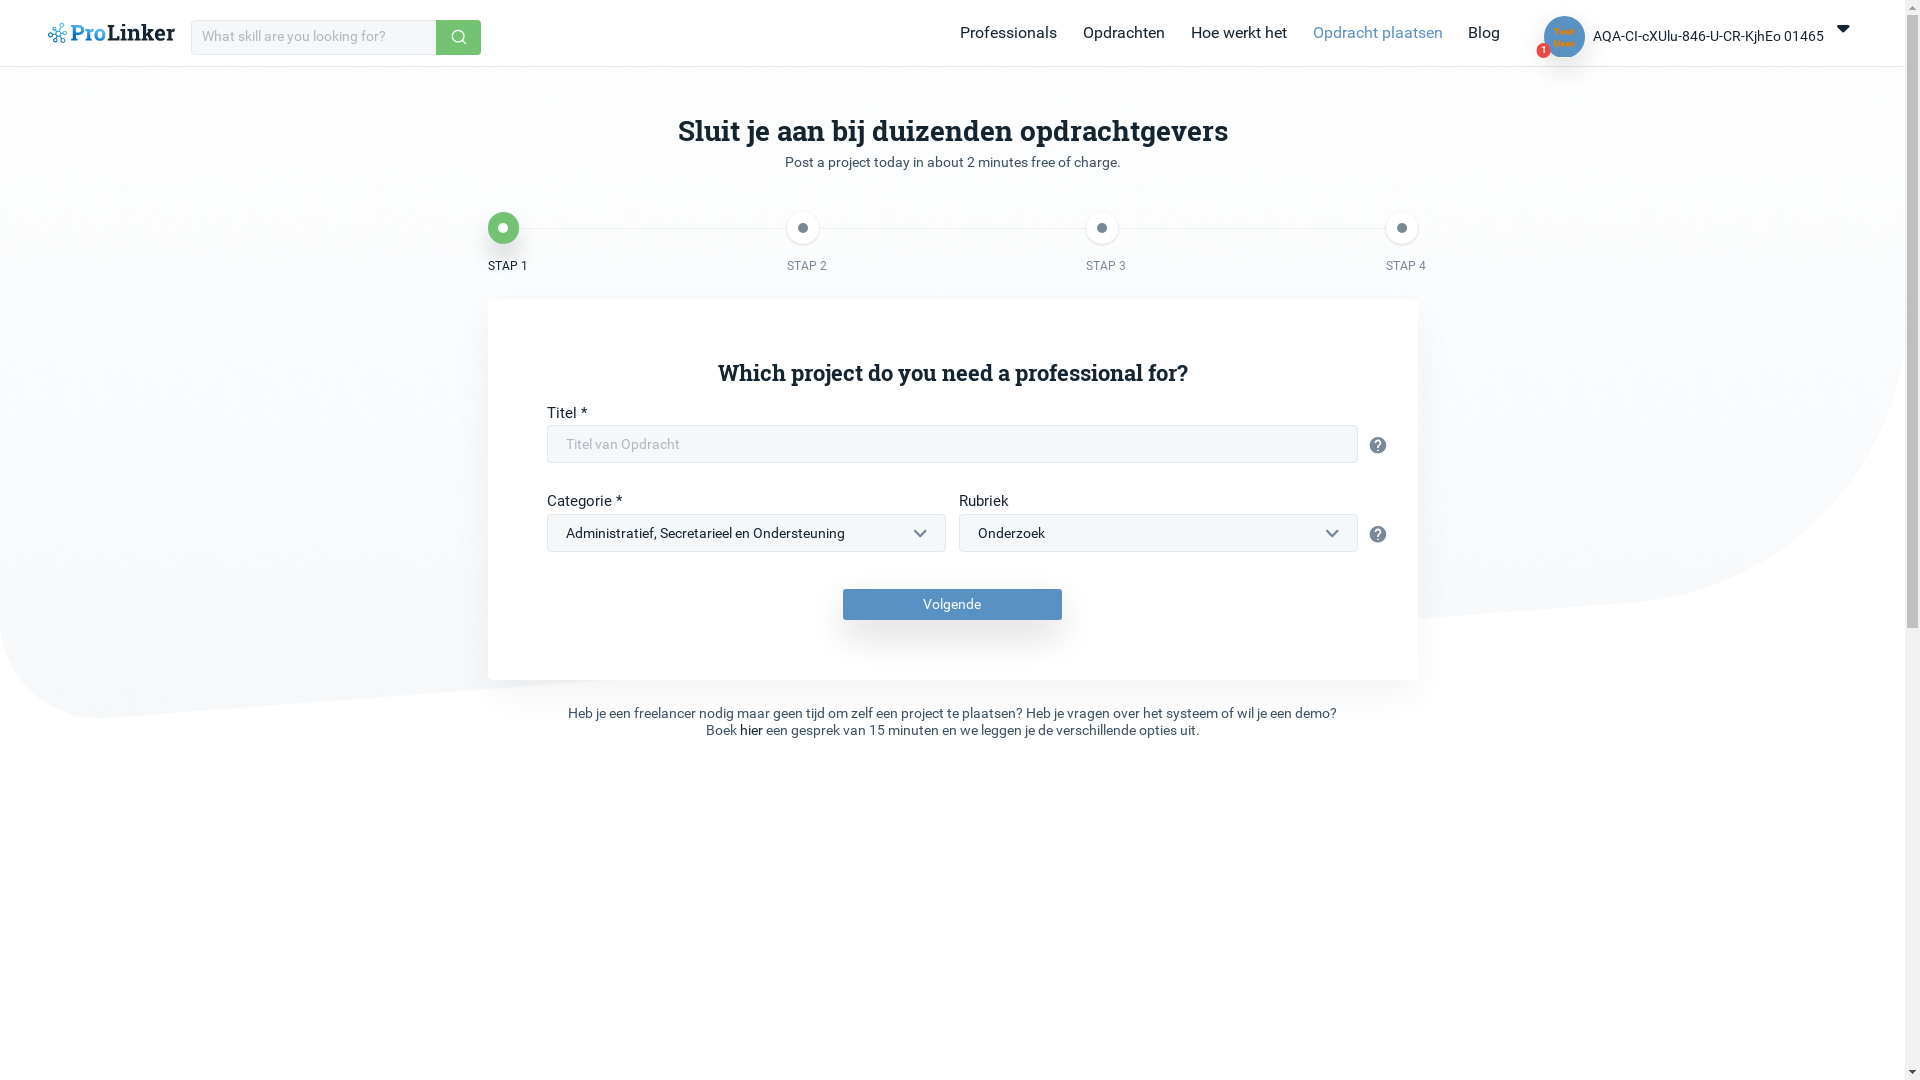 ProLinker
What skill are you looking for?
Professionals
Opdrachten
Hoe werkt het
Opdracht plaatsen
Blog
Test
User
1
AQA-CI-cXUlu-846-U-CR-KjhEo 01465
Sluit je aan bij duizenden opdrachtgevers
Post a project today in about 2 minutes free of charge.
STAP 1
STAP 2
STAP 3
STAP 4
Which project do you need a professional for?
Titel *
Titel van Opdracht
?
Categorie *
Rubriek
Administratief, Secretarieel en Ondersteuning
Onderzoek
?
Volgende
Heb je een freelancer nodig maar geen tijd om zelf een project te plaatsen? Heb je vragen over het systeem of wil je een demo?
Boek hier een gesprek van 15 minuten en we leggen je de verschillende opties uit.